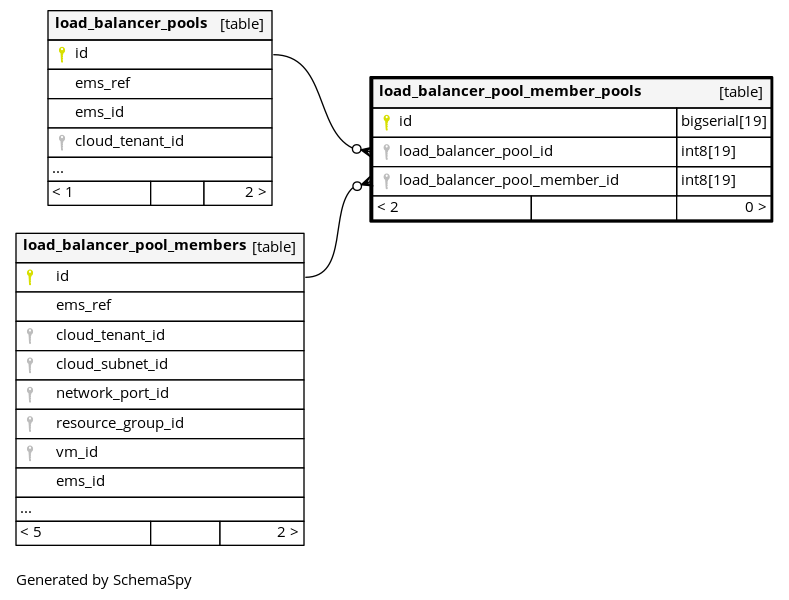 load_balancer_pools [table]
id
ems_ref
ems_id
cloud_tenant_id
...
< 1 2 >
load_balancer_pool_member_pools [table]
id bigserial[19]
load_balancer_pool_id int8[19]
load_balancer_pool_member_id int8[19]
< 2 0 >
load_balancer_pool_members [table]
id
ems_ref
cloud_tenant_id
cloud_subnet_id
network_port_id
resource_group_id
vm_id
ems_id
...
< 5 2 >
Generated by SchemaSpy